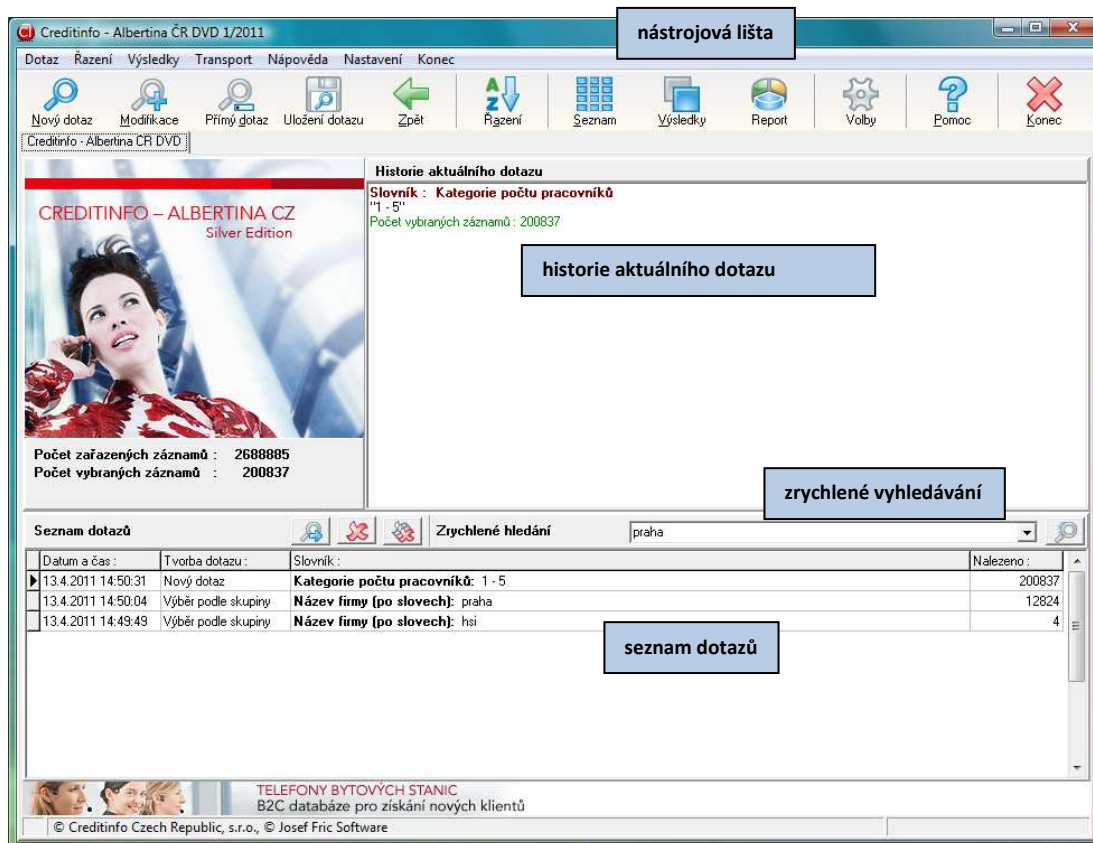 Creditinfo - Albertina ČR DVD 1/2011
nástrojová lišta
Dotaz Řazení Výsledky Transport Nápověda Nastavení Konec
Nový dotaz Modifikace Přímý dotaz Uložení dotazu Zpět Řazení Seznam Výsledky Report Volby Pomoc Konec
Creditinfo - Albertina ČR DVD
Historie aktuálního dotazu
Slovník : Kategorie počtu pracovníků
"1 - 5"
Počet vybraných záznamů : 200837
CREDITINFO – ALBERTINA CZ
Silver Edition
historie aktuálního dotazu
Počet zařazených záznamů : 2688885
Počet vybraných záznamů : 200837
zrychlené vyhledávání
Seznam dotazů Zrychlené hledání praha
Datum a čas : Tvorba dotazu : Slovník : Nalezeno :
13.4.2011 14:50:31 Nový dotaz Kategorie počtu pracovníků: 1 - 5 200837
13.4.2011 14:50:04 Výběr podle skupiny Název firmy (po slovech): praha 12824
13.4.2011 14:49:49 Výběr podle skupiny Název firmy (po slovech): hsi 4
seznam dotazů
TELEFONY BYTOVÝCH STANIC
B2C databáze pro získání nových klientů
© Creditinfo Czech Republic, s.r.o., © Josef Fric Software